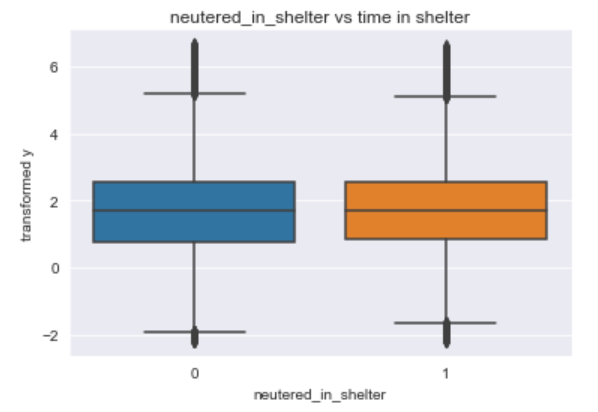 neutered_in_shelter vs time in shelter
transformed y
6
4
2
0
−2
0 1
neutered_in_shelter